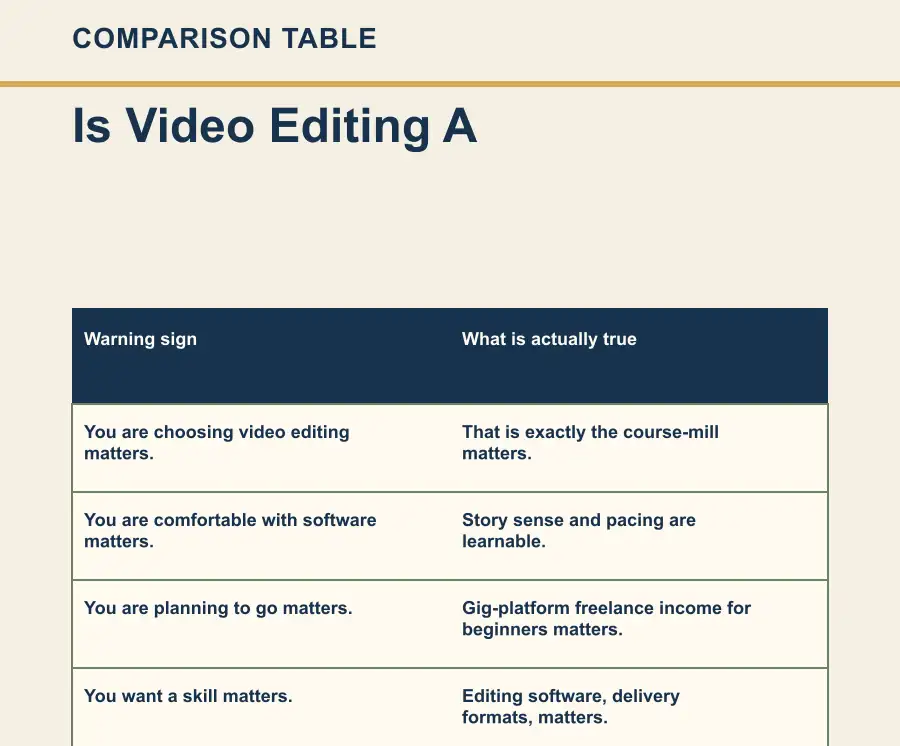 COMPARISON TABLE
Is Video Editing A
Warning sign
What is actually true
You are choosing video editing
matters.
That is exactly the course-mill
matters.
You are comfortable with software
matters.
Story sense and pacing are
learnable.
You are planning to go matters.
Gig-platform freelance income for
beginners matters.
You want a skill matters.
Editing software, delivery
formats, matters.